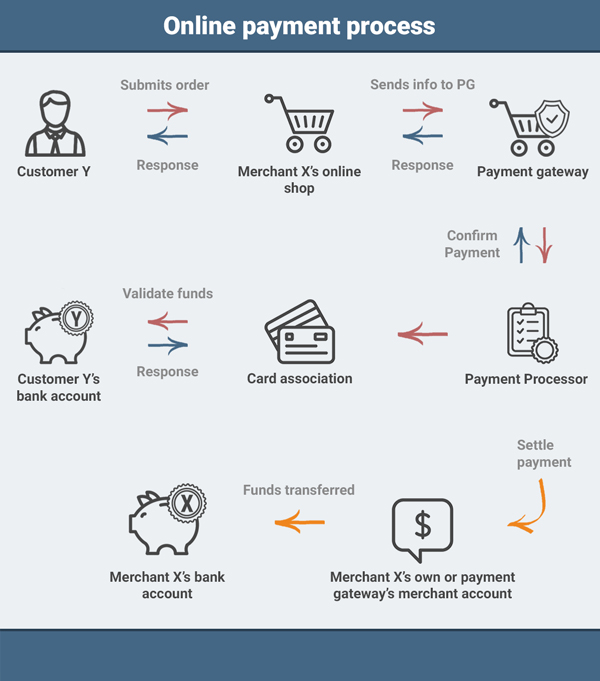 Online payment process
Submits order
Sends info to PG
Response
Response
Customer Y
Merchant X's online
shop
Payment gateway
Confirm
Payment
Validate funds
Y
Response
Customer Y's
bank account
Card association
Payment Processor
Settle
payment
Funds transferred
X
$
Merchant X's bank
account
Merchant X's own or payment
gateway's merchant account